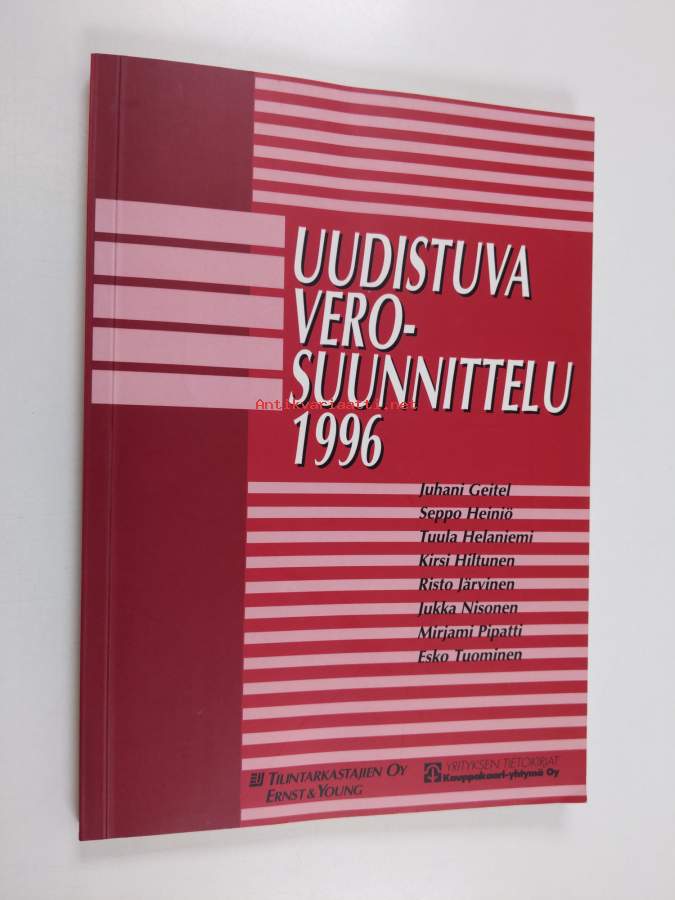 UUDISTUVA
VERO-
SUUNNITTELU
1996
Antikvariaatti.net
Juhani Geitel
Seppo Heiniö
Tuula Helaniemi
Kirsi Hiltunen
Risto Järvinen
Jukka Nisonen
Mirjami Pipatti
Esko Tuominen
TILINTARKASTAJIEN OY
ERNST & YOUNG
YRITYKSEN TIETOKIRJAT
Kauppakaari-yhtymä Oy